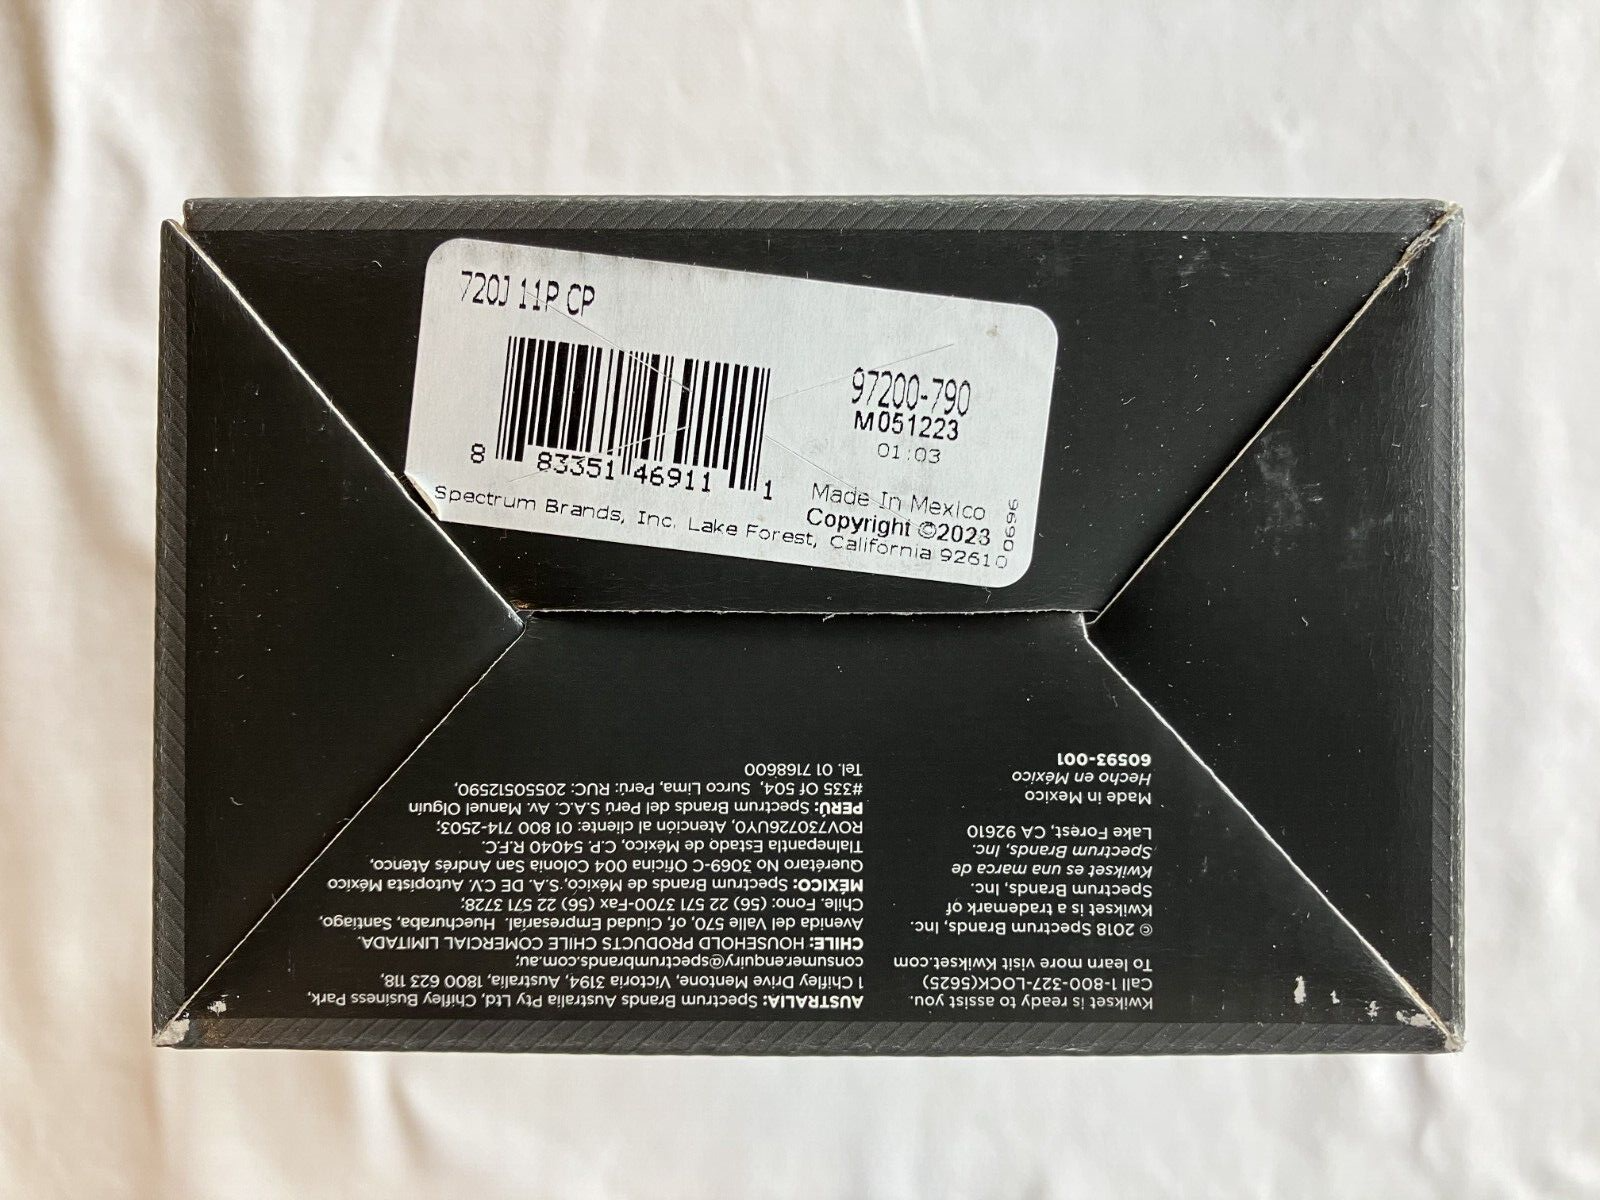 720J 11P CP
8 83351 46911 1
97200-790
M051223
01:03
Made In Mexico
Copyright ©2023
Spectrum Brands, Inc. Lake Forest, California 92610
00696
Kwikset is ready to assist you.
Call 1-800-327-LOCK(5625)
To learn more visit Kwikset.com
© 2018 Spectrum Brands, Inc.
Kwikset is a trademark of
Spectrum Brands, Inc.
Kwikset es una marca de
Spectrum Brands, Inc.
Lake Forest, CA 92610
Made in Mexico
Hecho en México
60593-001
AUSTRALIA: Spectrum Brands Australia Pty Ltd, Chifley Business Park,
1 Chifley Drive Mentone, Victoria 3194, Australia, 1800 623 118,
consumer.enquiry@spectrumbrands.com.au;
CHILE: HOUSEHOLD PRODUCTS CHILE COMERCIAL LIMITADA.
Avenida del Valle 570, of, Ciudad Empresarial. Huechuraba, Santiago,
Chile. Fono: (56) 22 571 3700-Fax (56) 22 571 3728;
MÉXICO: Spectrum Brands de México, S.A. DE C.V. Autopista México
Querétaro No 3069-C Oficina 004 Colonia San Andrés Atenco
Tlalnepantla Estado de México, C.P. 54040 R.F.C.
ROV730726UY0, Atención al cliente: 01 800 714-2503;
PERÚ: Spectrum Brands del Perú S.A.C. Av. Manuel Olguin
#335 Of 504, Surco Lima, Perú: RUC: 20550512590,
Tel. 01 7168600